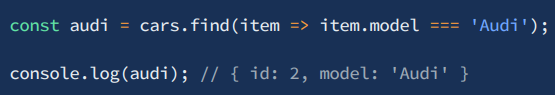 const audi = cars.find(item => item.model === 'Audi');
console.log(audi); // { id: 2, model: 'Audi' }